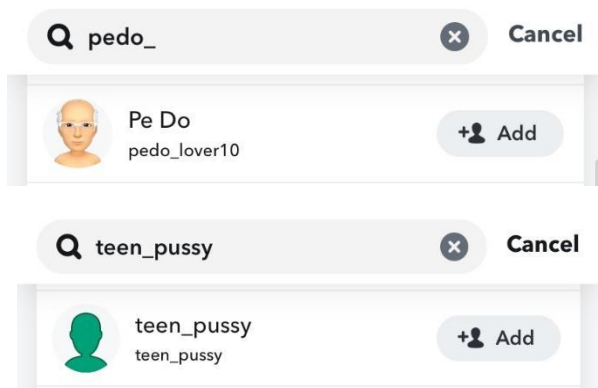 pedo_
Cancel
Pe Do
pedo_lover10
Add
teen_pussy
Cancel
teen_pussy
teen_pussy
Add